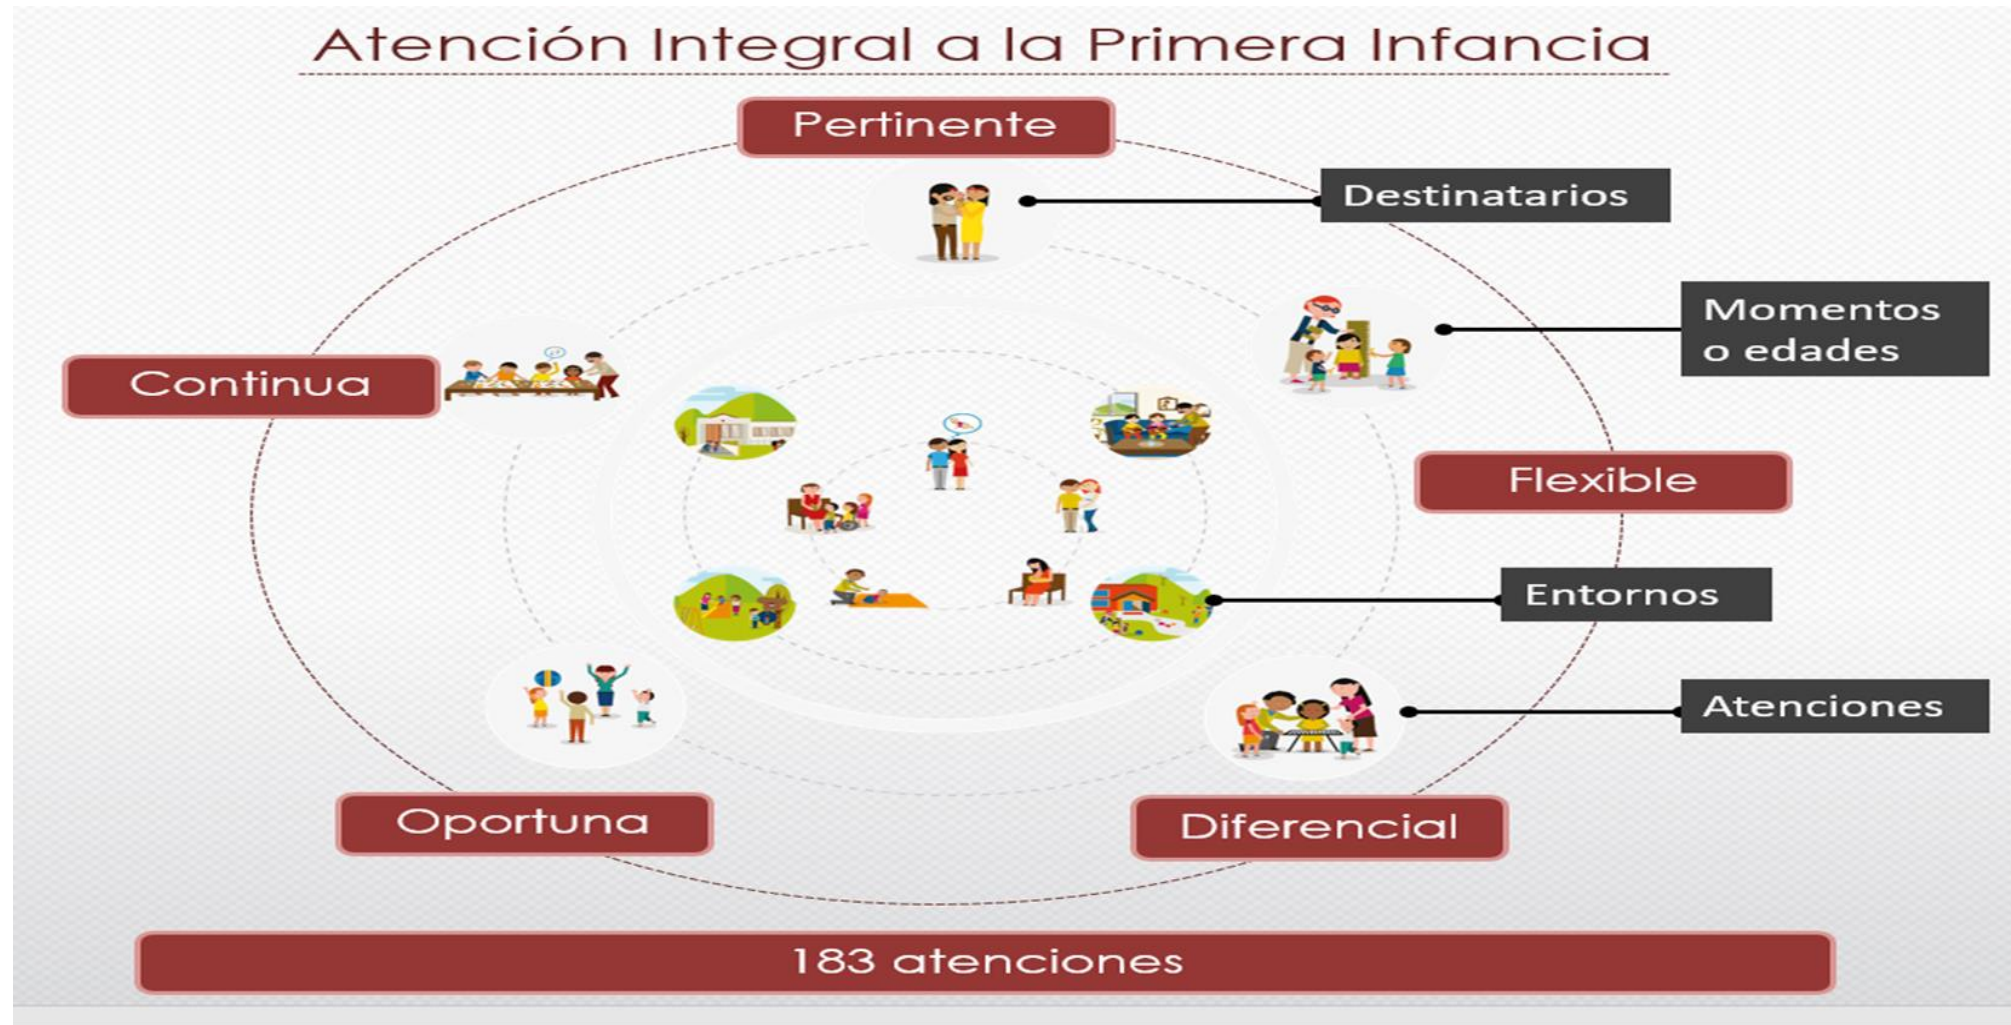 Atención Integral a la Primera Infancia
Pertinente
Destinatarios
Momentos
o edades
Continua
Flexible
Entornos
Atenciones
Oportuna
Diferencial
183 atenciones